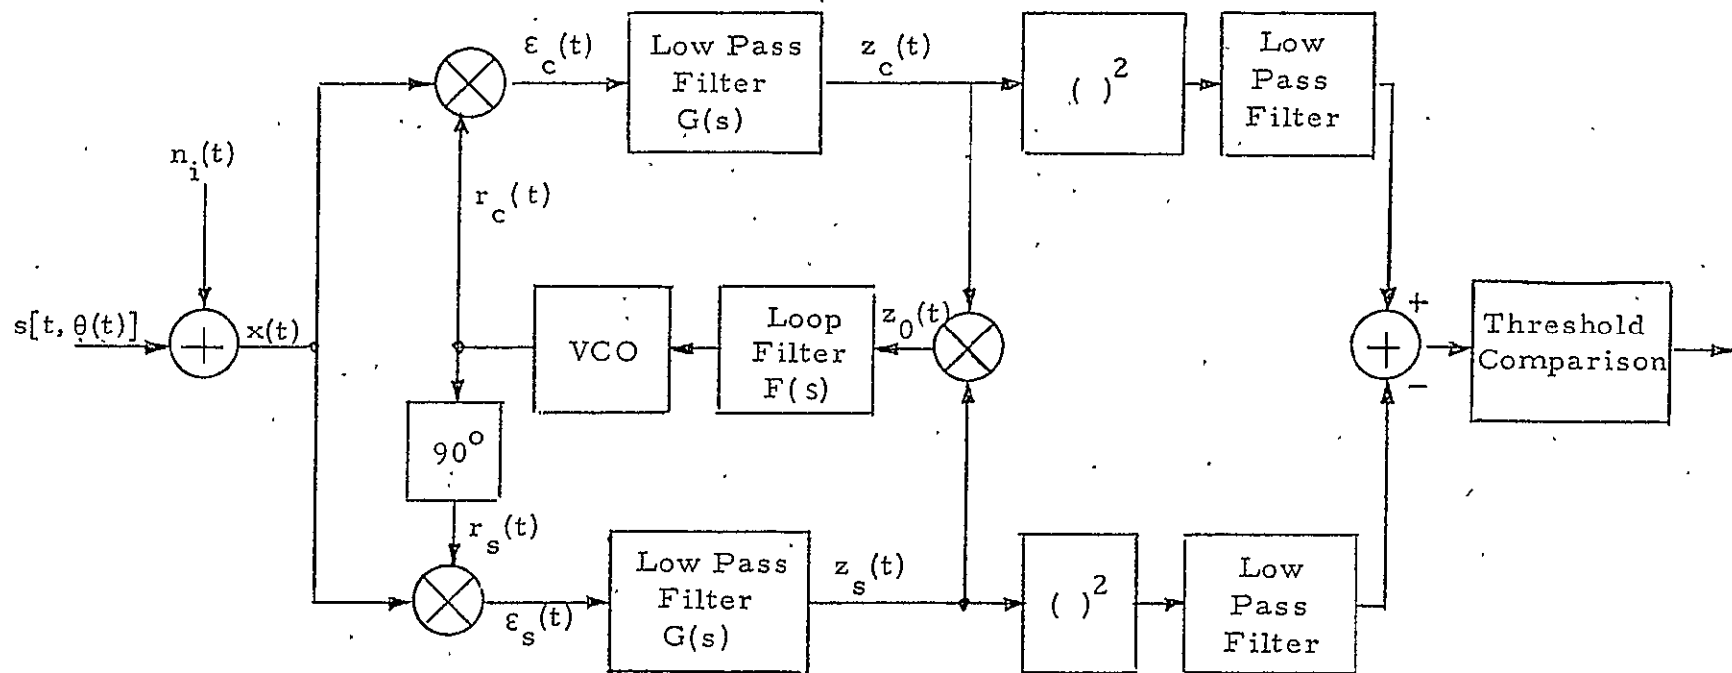 ε_c(t)
Low Pass
Filter
G(s)
z_c(t)
( )^2
Low
Pass
Filter
n_i(t)
r_c(t)
s[t, θ(t)]
+
x(t)
VCO
Loop
Filter
F(s)
z_0(t)
+
+
-
Threshold
Comparison
90°
r_s(t)
ε_s(t)
Low Pass
Filter
G(s)
z_s(t)
( )^2
Low
Pass
Filter